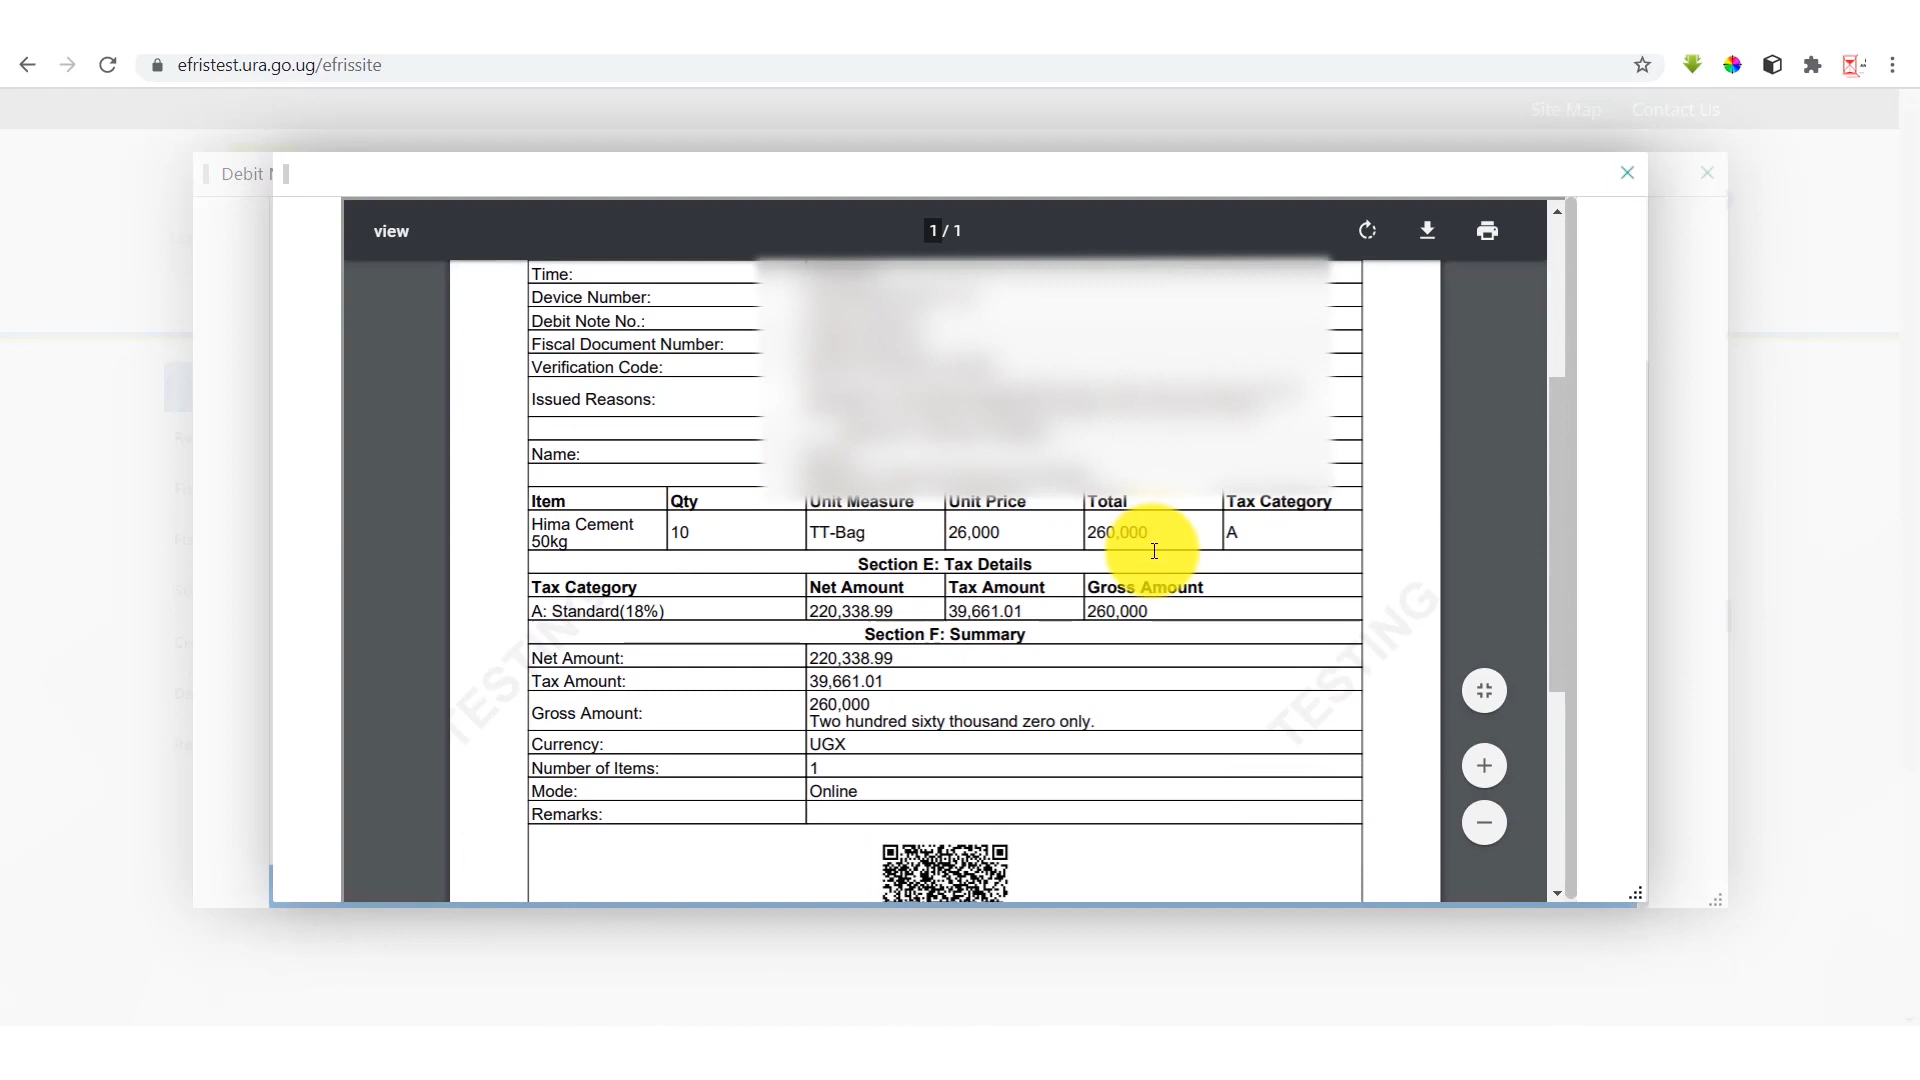 efristest.ura.go.ug/efrissite
Site Map Contact Us
Debit
view 1 / 1
Time:
Device Number:
Debit Note No.:
Fiscal Document Number:
Verification Code:
Issued Reasons:
Name:
Item Qty Unit Measure Unit Price Total Tax Category
Hima Cement
50kg 10 TT-Bag 26,000 260,000 A
Section E: Tax Details
Tax Category Net Amount Tax Amount Gross Amount
A: Standard(18%) 220,338.99 39,661.01 260,000
Section F: Summary
Net Amount: 220,338.99
Tax Amount: 39,661.01
Gross Amount: 260,000
Two hundred sixty thousand zero only.
Currency: UGX
Number of Items: 1
Mode: Online
Remarks:
TESTING
TESTING